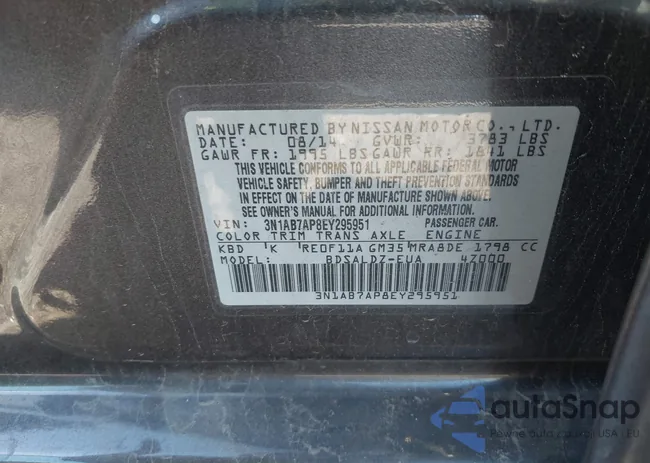 MANUFACTURED BY NISSAN MOTOR CO., LTD.
DATE: 08/14 GVWR: 3783 LBS
GAWR FR: 1995 LBS GAWR RR: 1811 LBS
THIS VEHICLE CONFORMS TO ALL APPLICABLE FEDERAL MOTOR
VEHICLE SAFETY, BUMPER AND THEFT PREVENTION STANDARDS
IN EFFECT ON THE DATE OF MANUFACTURE SHOWN ABOVE.
SEE OWNER'S MANUAL FOR ADDITIONAL INFORMATION
VIN: 3N1AB7AP8EY295951 PASSENGER CAR.
COLOR TRIM TRANS AXLE ENGINE
KBD K RE0F11A GM35 MRA8DE 1798 CC
MODEL: BDSALDZ-EUA 47000
3N1AB7AP8EY295951
autoSnap
USA | EU